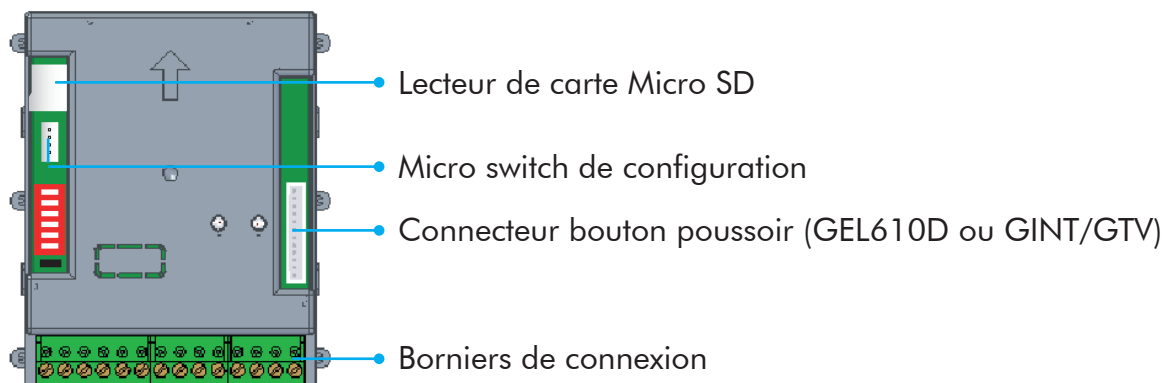 Lecteur de carte Micro SD
Micro switch de configuration
Connecteur bouton poussoir (GEL610D ou GINT/GTV)
Borniers de connexion